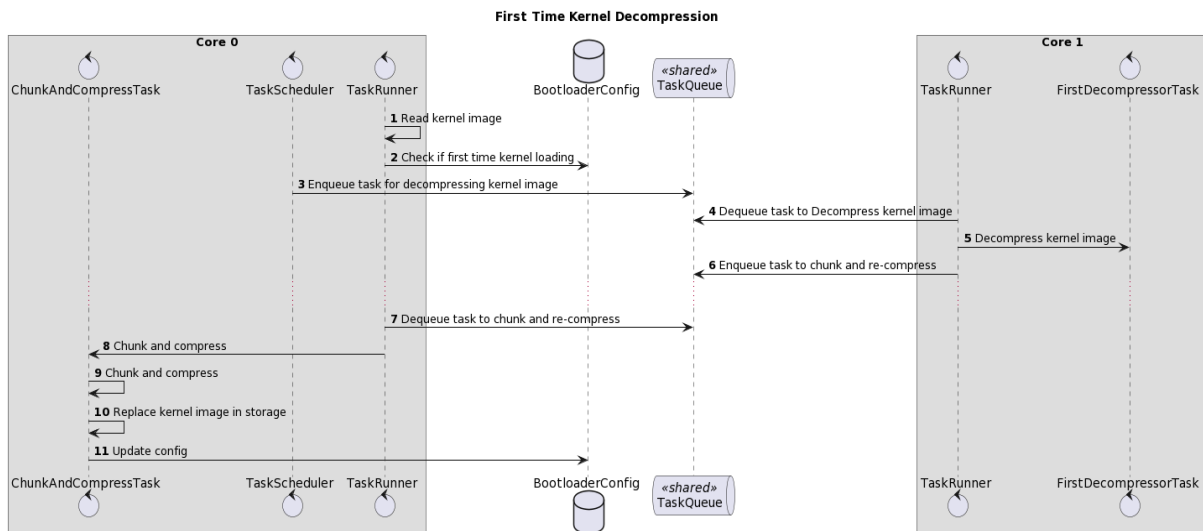 First Time Kernel Decompression
Core 0
Core 1
«shared»
ChunkAndCompressTask
TaskScheduler
TaskRunner
BootloaderConfig
TaskQueue
TaskRunner
FirstDecompressorTask
1 Read kernel image
2 Check if first time kernel loading
3 Enqueue task for decompressing kernel image
4 Dequeue task to Decompress kernel image
5 Decompress kernel image
6 Enqueue task to chunk and re-compress
7 Dequeue task to chunk and re-compress
8 Chunk and compress
9 Chunk and compress
10 Replace kernel image in storage
11 Update config
ChunkAndCompressTask
TaskScheduler
TaskRunner
BootloaderConfig
«shared»
TaskQueue
TaskRunner
FirstDecompressorTask